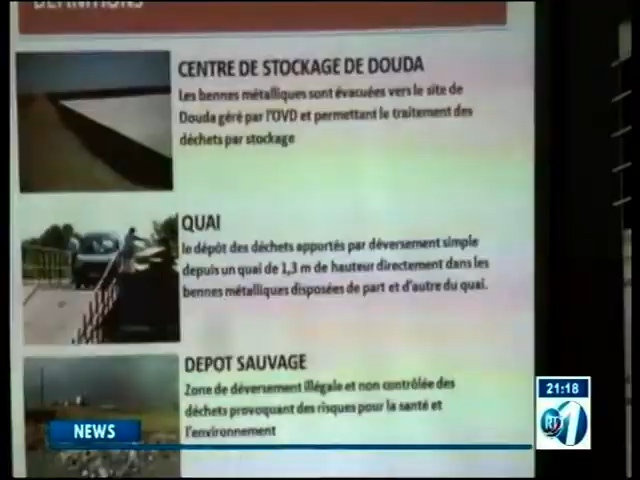 DEFINITIONS
CENTRE DE STOCKAGE DE DOUDA
Les bennes métalliques sont évacuées vers le site de
Douda géré par l'OVD et permettant le traitement des
déchets par stockage
QUAI
le dépôt des déchets apportés par déversement simple
depuis un quai de 1,3 m de hauteur directement dans les
bennes métalliques disposées de part et d'autre du quai.
DEPOT SAUVAGE
Zone de déversement illégale et non contrôlée des
déchets provoquant des risques pour la santé et
l'environnement
NEWS
21:18
RT
1